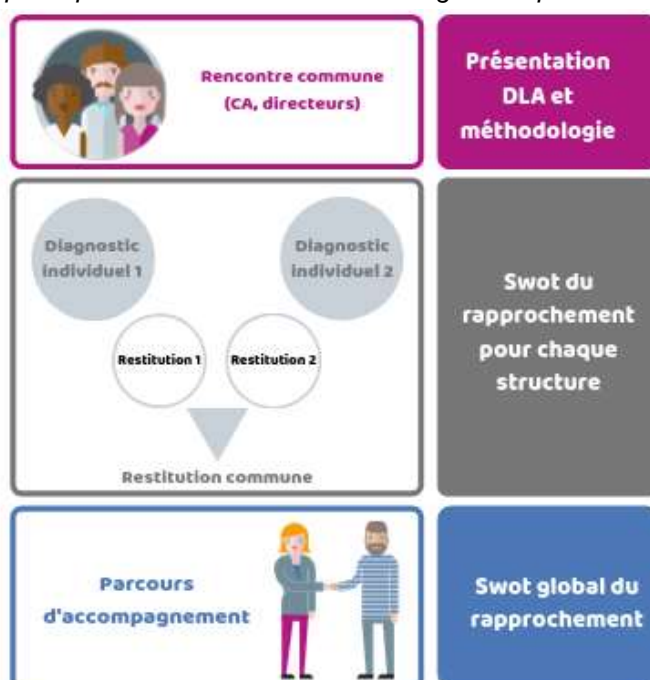 Rencontre commune
(CA, directeurs)
Présentation
DLA et
méthodologie
Diagnostic
individuel 1
Diagnostic
individuel 2
Restitution 1
Restitution 2
Restitution commune
Swot du
rapprochement
pour chaque
structure
Parcours
d'accompagnement
Swot global du
rapprochement